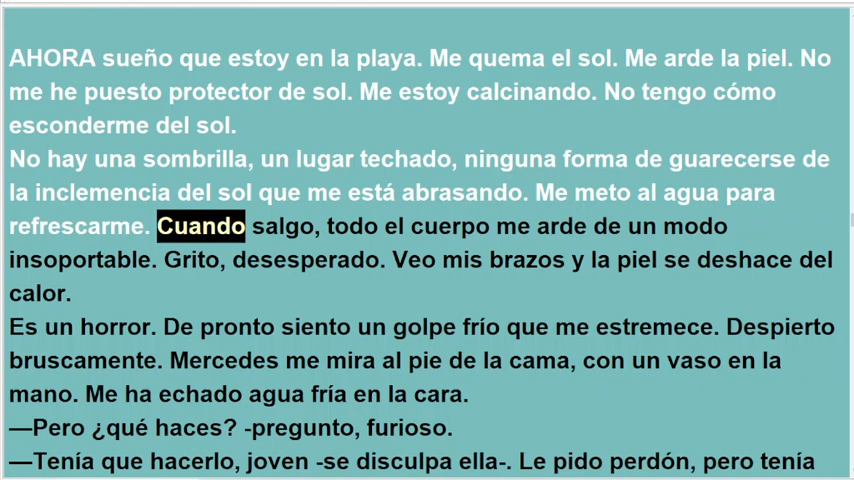 AHORA sueño que estoy en la playa. Me quema el sol. Me arde la piel. No
me he puesto protector de sol. Me estoy calcinando. No tengo cómo
esconderme del sol.
No hay una sombrilla, un lugar techado, ninguna forma de guarecerse de
la inclemencia del sol que me está abrasando. Me meto al agua para
refrescarme. Cuando salgo, todo el cuerpo me arde de un modo
insoportable. Grito, desesperado. Veo mis brazos y la piel se deshace del
calor.
Es un horror. De pronto siento un golpe frío que me estremece. Despierto
bruscamente. Mercedes me mira al pie de la cama, con un vaso en la
mano. Me ha echado agua fría en la cara.
—Pero ¿qué haces? -pregunto, furioso.
—Tenía que hacerlo, joven -se disculpa ella-. Le pido perdón, pero tenía